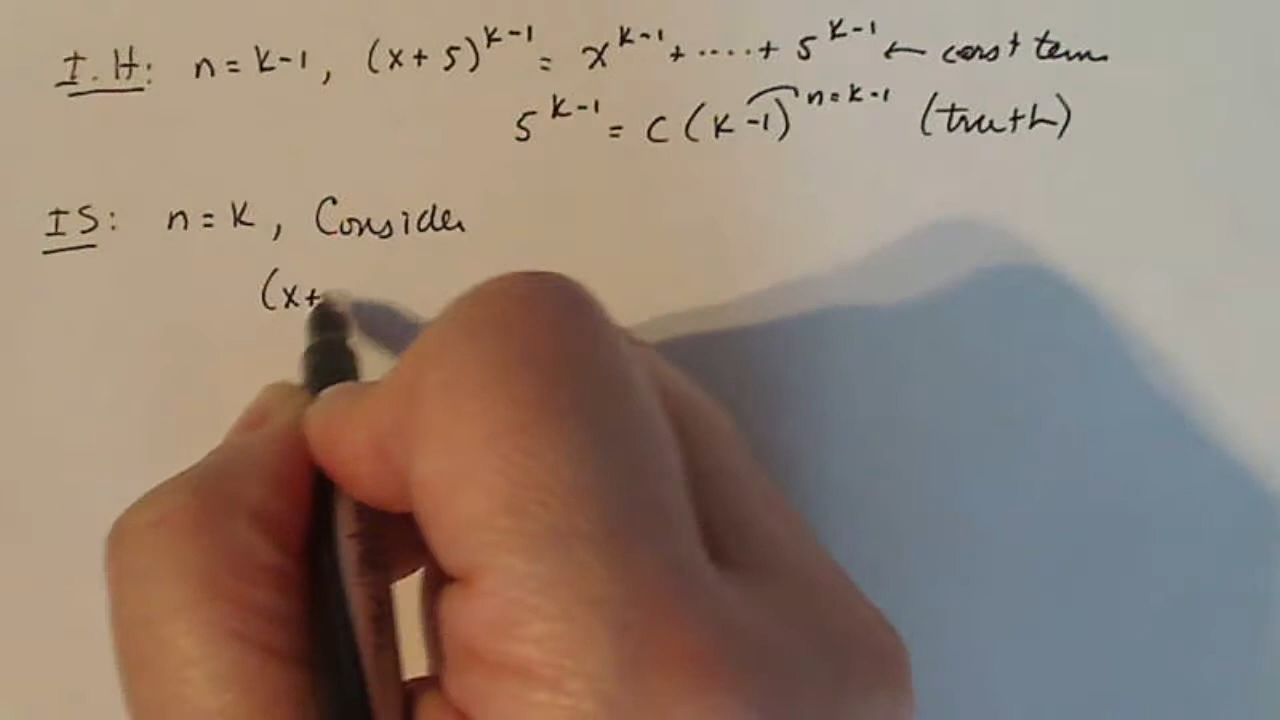 I.H: n = k-1, (x+5)^{k-1} = x^{k-1} + .... + 5^{k-1} ← const term
5^{k-1} = C(k-1) n=k-1 (truth)
IS: n = k, Consider
(x+